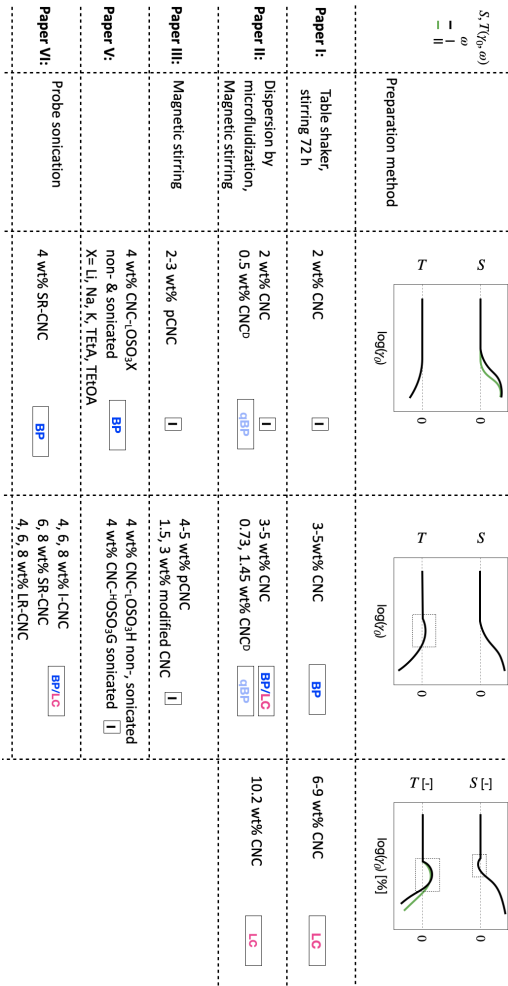 S, T(γ₀, ω)
ω
I
II
Preparation method
S
0
T
0
log(γ₀)
S
0
T
0
log(γ₀)
S [-]
0
T [-]
0
log(γ₀) [%]
Paper I:
Table shaker,
stirring 72 h
2 wt% CNC
I
3-5wt% CNC
BP
6-9 wt% CNC
LC
Paper II:
Dispersion by
microfluidization,
Magnetic stirring
2 wt% CNC
I
0.5 wt% CNCᴰ
qBP
3-5 wt% CNC
BP/LC
0.73, 1.45 wt% CNCᴰ
qBP
10.2 wt% CNC
LC
Paper III:
Magnetic stirring
2-3 wt% pCNC
I
4-5 wt% pCNC
1.5, 3 wt% modified CNC
I
Paper V:
4 wt% CNC-ʟOSO₃X
non- & sonicated
X= Li, Na, K, TEtA, TEtOA
BP
4 wt% CNC-ʟOSO₃H non-, sonicated
4 wt% CNC-ᴴOSO₃G sonicated
I
Paper VI:
Probe sonication
4 wt% SR-CNC
BP
4, 6, 8 wt% I-CNC
6, 8 wt% SR-CNC
4, 6, 8 wt% LR-CNC
BP/LC